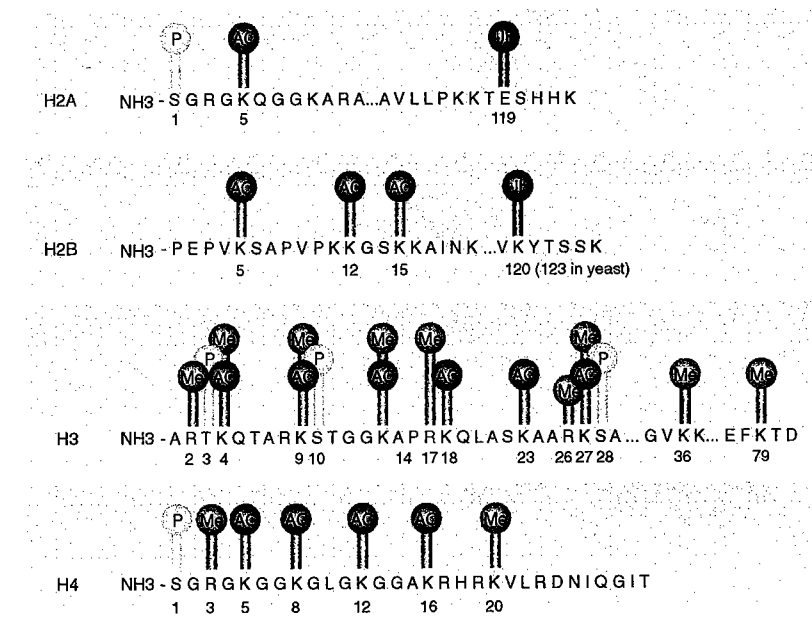 P Ac Ub
H2A NH3 - S G R G K Q G G K A R A...A V L L P K K T E S H H K
1 5 119
Ac Ac Ac Ub
H2B NH3 - P E P V K S A P V P K K G S K K A I N K ...V K Y T S S K
5 12 15 120 (123 in yeast)
Me Me Me Me Me
P P P
Me Ac Ac Ac Ac Ac Me Ac Me Me
H3 NH3 - A R T K Q T A R K S T G G K A P R K Q L A S K A A R K S A... G V K K... E F K T D
2 3 4 9 10 14 17 18 23 26 27 28 36 79
P Me Ac Ac Ac Ac Me
H4 NH3 - S G R G K G G K G L G K G G A K R H R K V L R D N I Q G I T
1 3 5 8 12 16 20